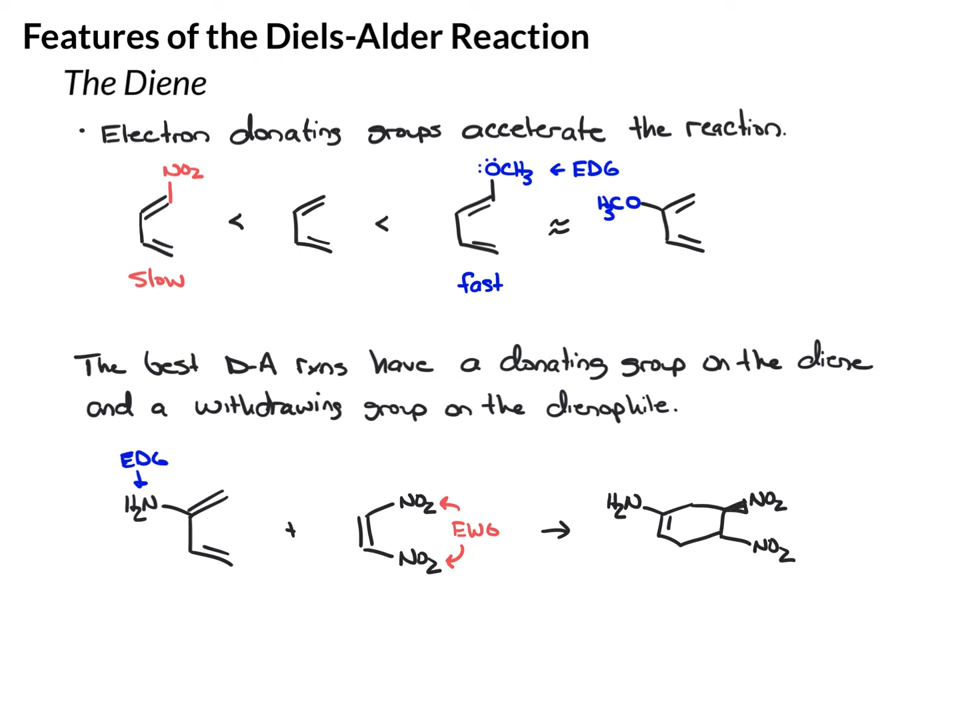 Features of the Diels-Alder Reaction
The Diene
• Electron donating groups accelerate the reaction.
NO2 :ÖCH3 ← EDG
< < ≈ H3CO
Slow fast
The best D-A rxns have a donating group on the diene
and a withdrawing group on the dienophile.
EDG
H2N NO2 H2N NO2
+ EWG →
NO2 NO2